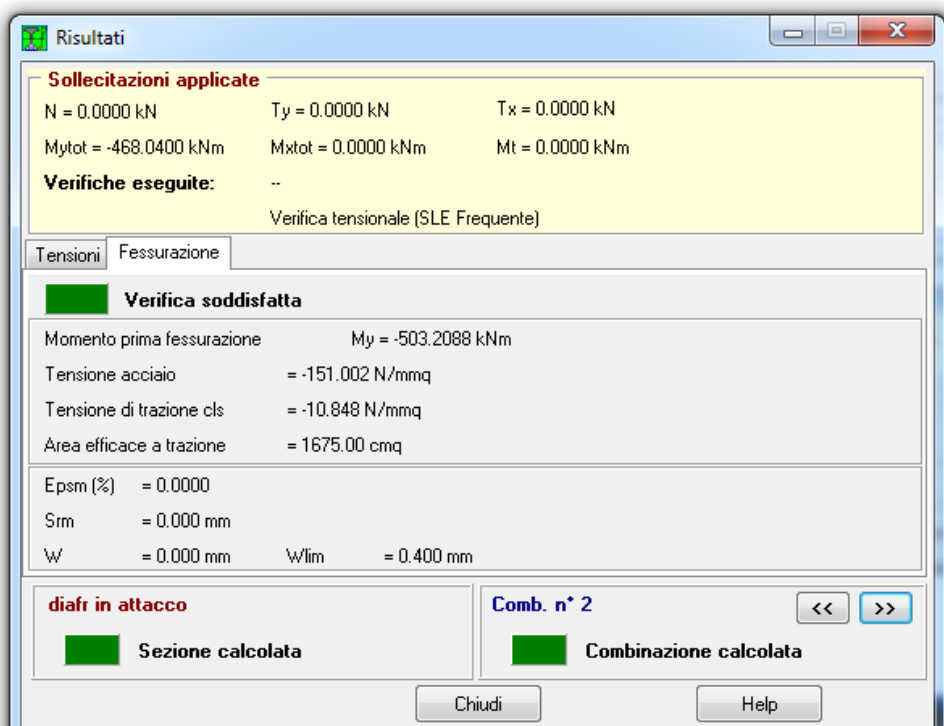 Risultati
Sollecitazioni applicate
N = 0.0000 kN Ty = 0.0000 kN Tx = 0.0000 kN
Mytot = -468.0400 kNm Mxtot = 0.0000 kNm Mt = 0.0000 kNm
Verifiche eseguite: --
Verifica tensionale (SLE Frequente)
Tensioni Fessurazione
Verifica soddisfatta
Momento prima fessurazione My = -503.2088 kNm
Tensione acciaio = -151.002 N/mmq
Tensione di trazione cls = -10.848 N/mmq
Area efficace a trazione = 1675.00 cmq
Epsm (%) = 0.0000
Srm = 0.000 mm
W = 0.000 mm Wlim = 0.400 mm
diafr in attacco Comb. n° 2 << >>
Sezione calcolata Combinazione calcolata
Chiudi Help